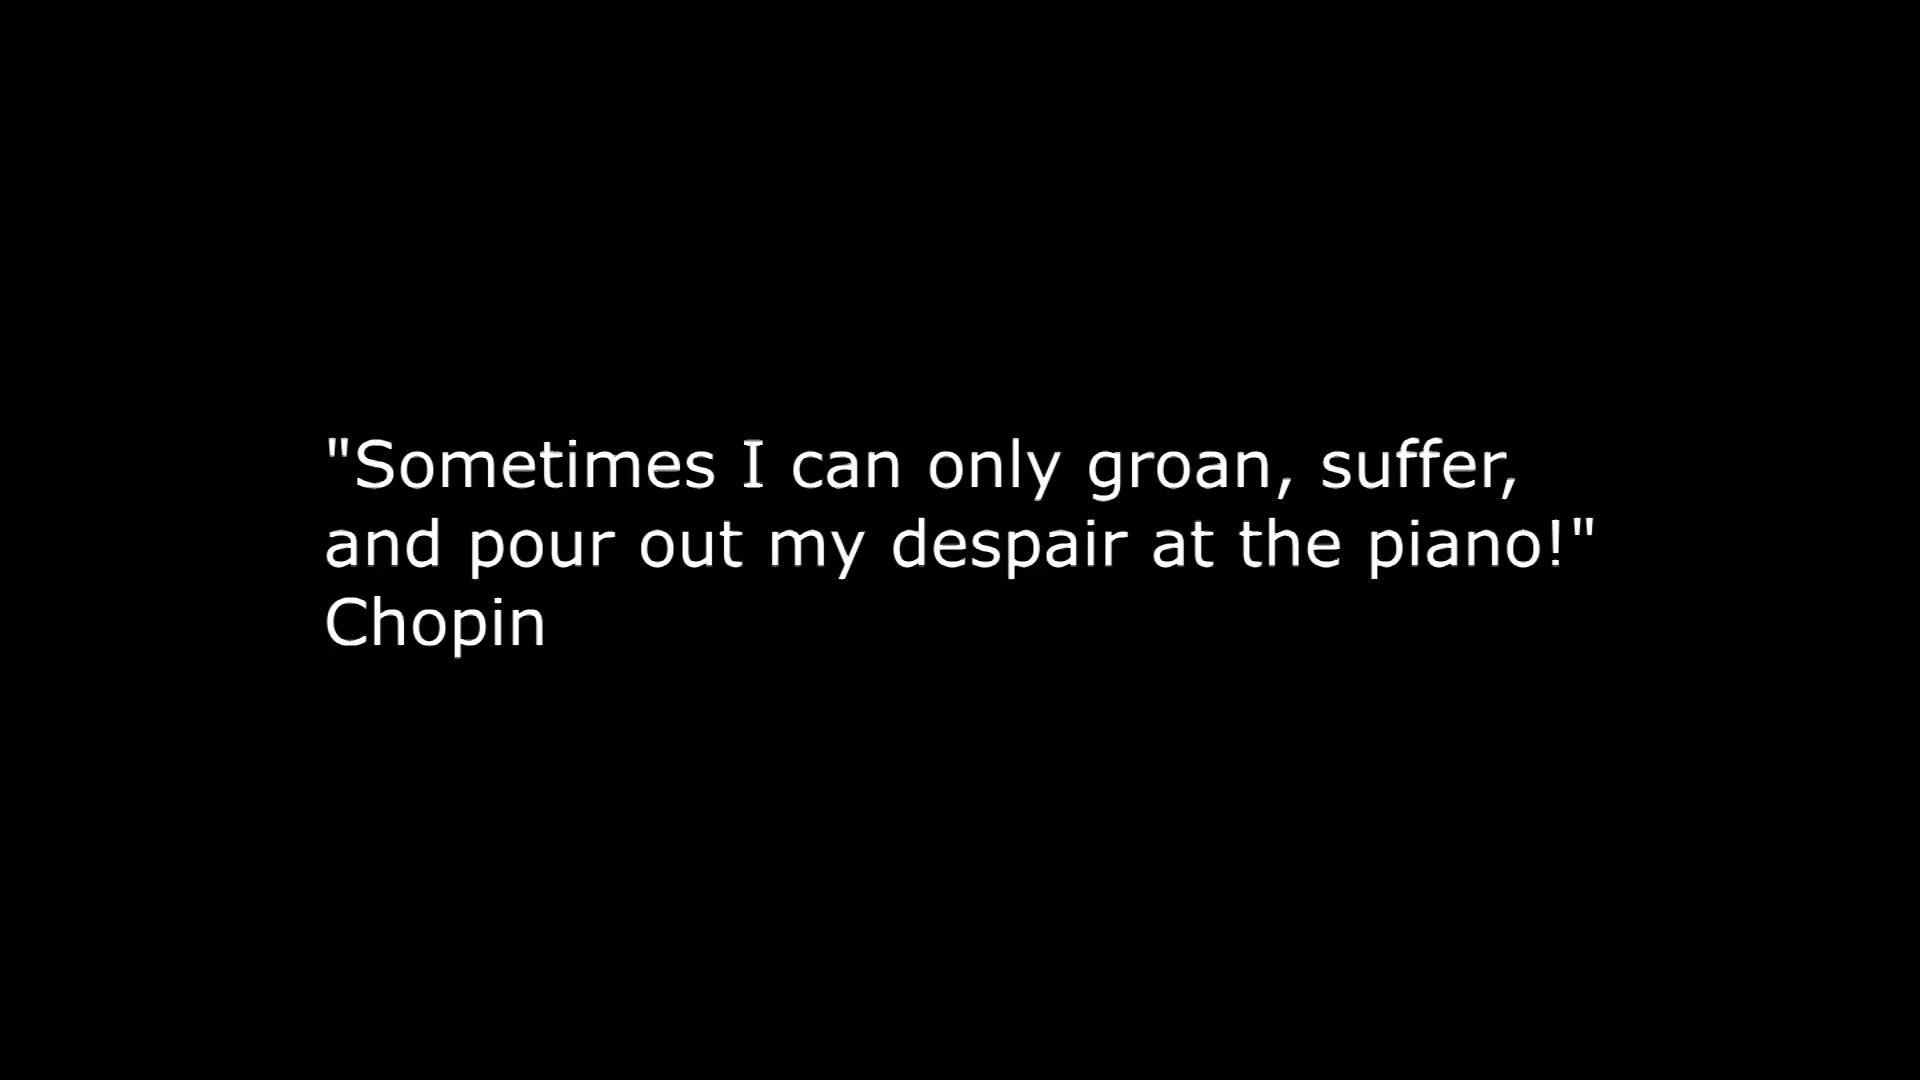 "Sometimes I can only groan, suffer,
and pour out my despair at the piano!"
Chopin